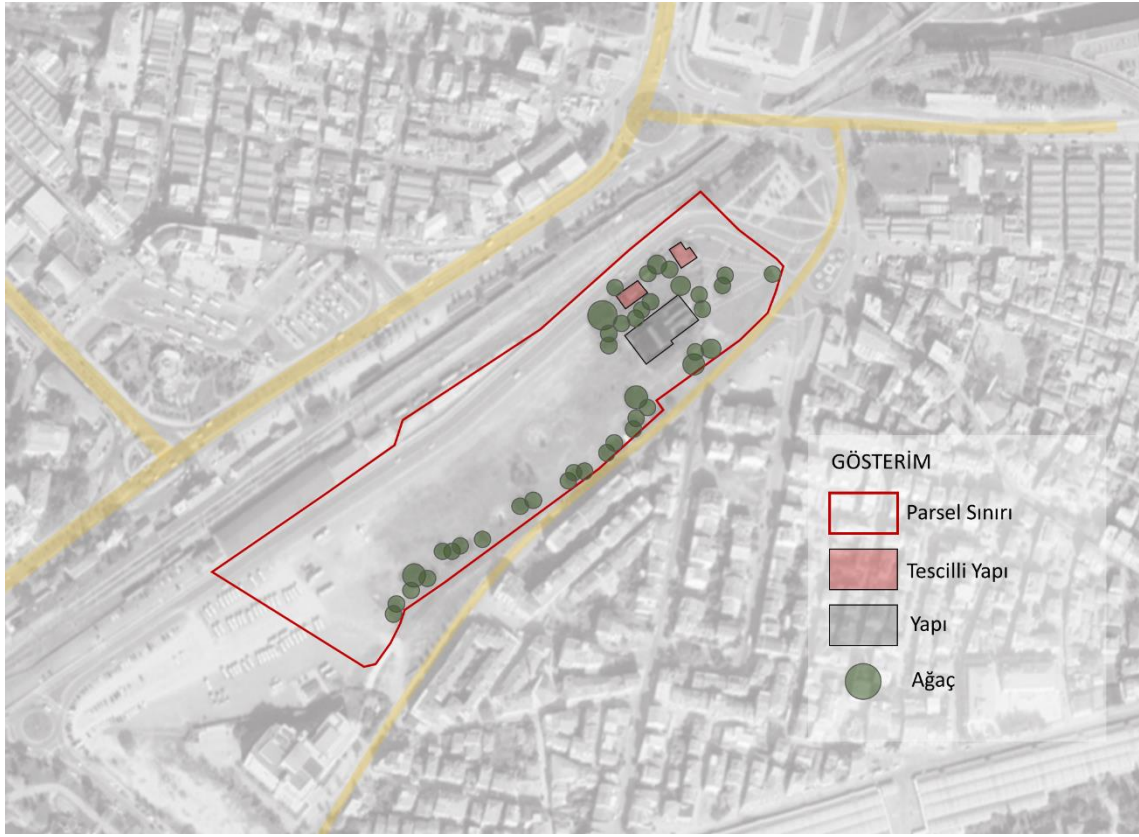 GÖSTERİM
Parsel Sınırı
Tescilli Yapı
Yapı
Ağaç